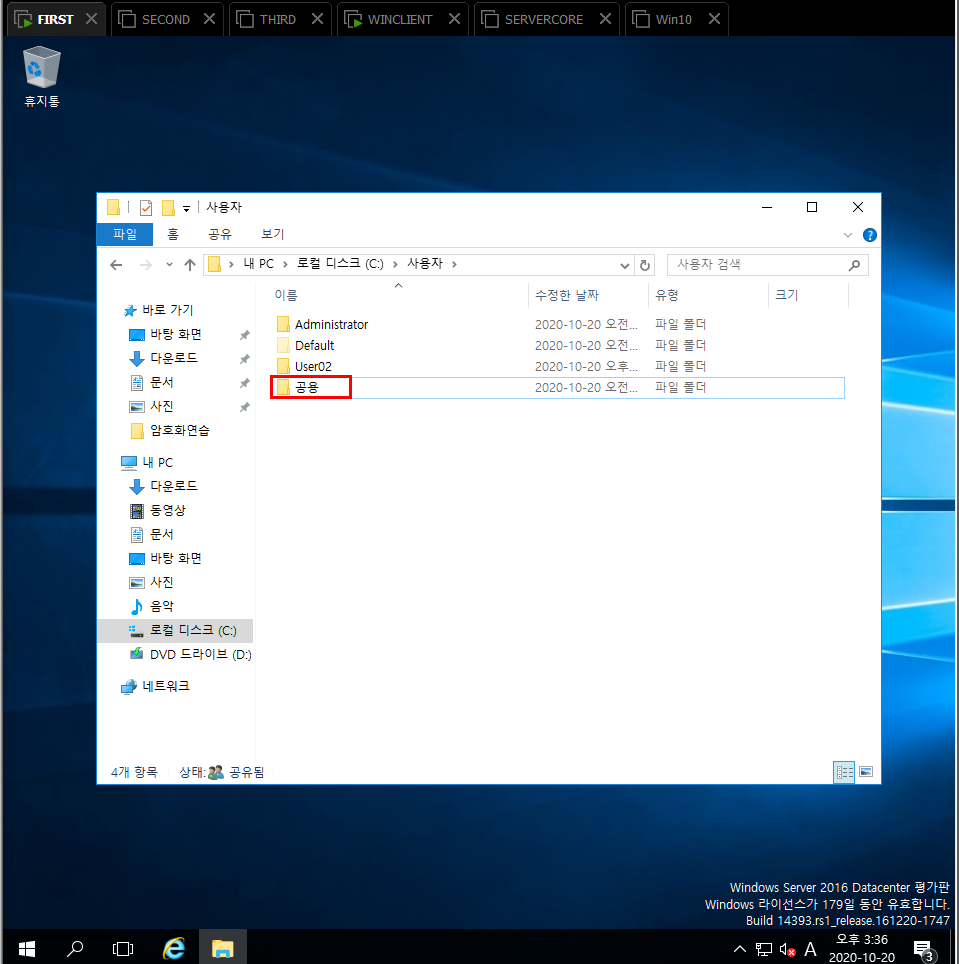 FIRST SECOND THIRD WINCLIENT SERVERCORE Win10
휴지통
사용자
파일 홈 공유 보기
내 PC 로컬 디스크 (C:) 사용자 사용자 검색
이름 수정한 날짜 유형 크기
바로 가기
바탕 화면
다운로드
문서
사진
암호화연습
내 PC
다운로드
동영상
문서
바탕 화면
사진
음악
로컬 디스크 (C:)
DVD 드라이브 (D:)
네트워크
Administrator 2020-10-20 오전... 파일 폴더
Default 2020-10-20 오전... 파일 폴더
User02 2020-10-20 오후... 파일 폴더
공용 2020-10-20 오전... 파일 폴더
4개 항목 상태: 공유됨
Windows Server 2016 Datacenter 평가판
Windows 라이선스가 179일 동안 유효합니다.
Build 14393.rs1_release.161220-1747
A 오후 3:36
2020-10-20 3